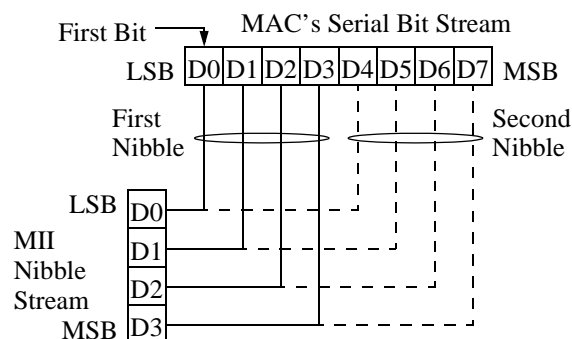 MAC’s Serial Bit Stream
First Bit
LSB D0 D1 D2 D3 D4 D5 D6 D7 MSB
First
Nibble
Second
Nibble
LSB D0
MII
Nibble
Stream
D1
D2
MSB D3